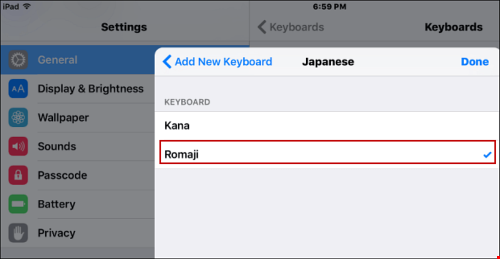 iPad 6:59 PM
Settings
Keyboards Keyboards
General
Add New Keyboard Japanese Done
Display & Brightness
KEYBOARD
Wallpaper
Kana
Sounds
Romaji
Passcode
Battery
Privacy